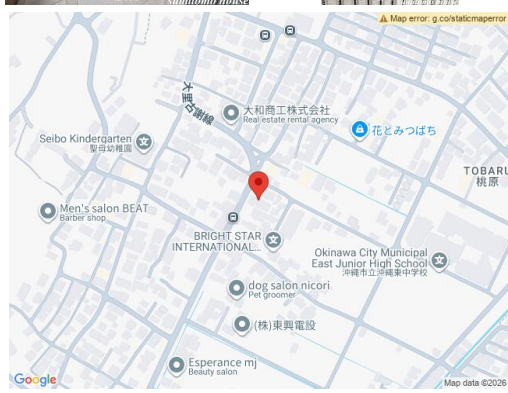 Sumitomo house
Map error: g.co/staticmaperror
大里古謝線
大和商工株式会社
Real estate rental agency
花とみつばち
Seibo Kindergarten
聖母幼稚園
TOBARU
桃原
Men's salon BEAT
Barber shop
BRIGHT STAR
INTERNATIONAL...
Okinawa City Municipal
East Junior High School
沖縄市立沖縄東中学校
dog salon nicori
Pet groomer
(株)東興電設
Esperance mj
Beauty salon
Google
Map data ©2026